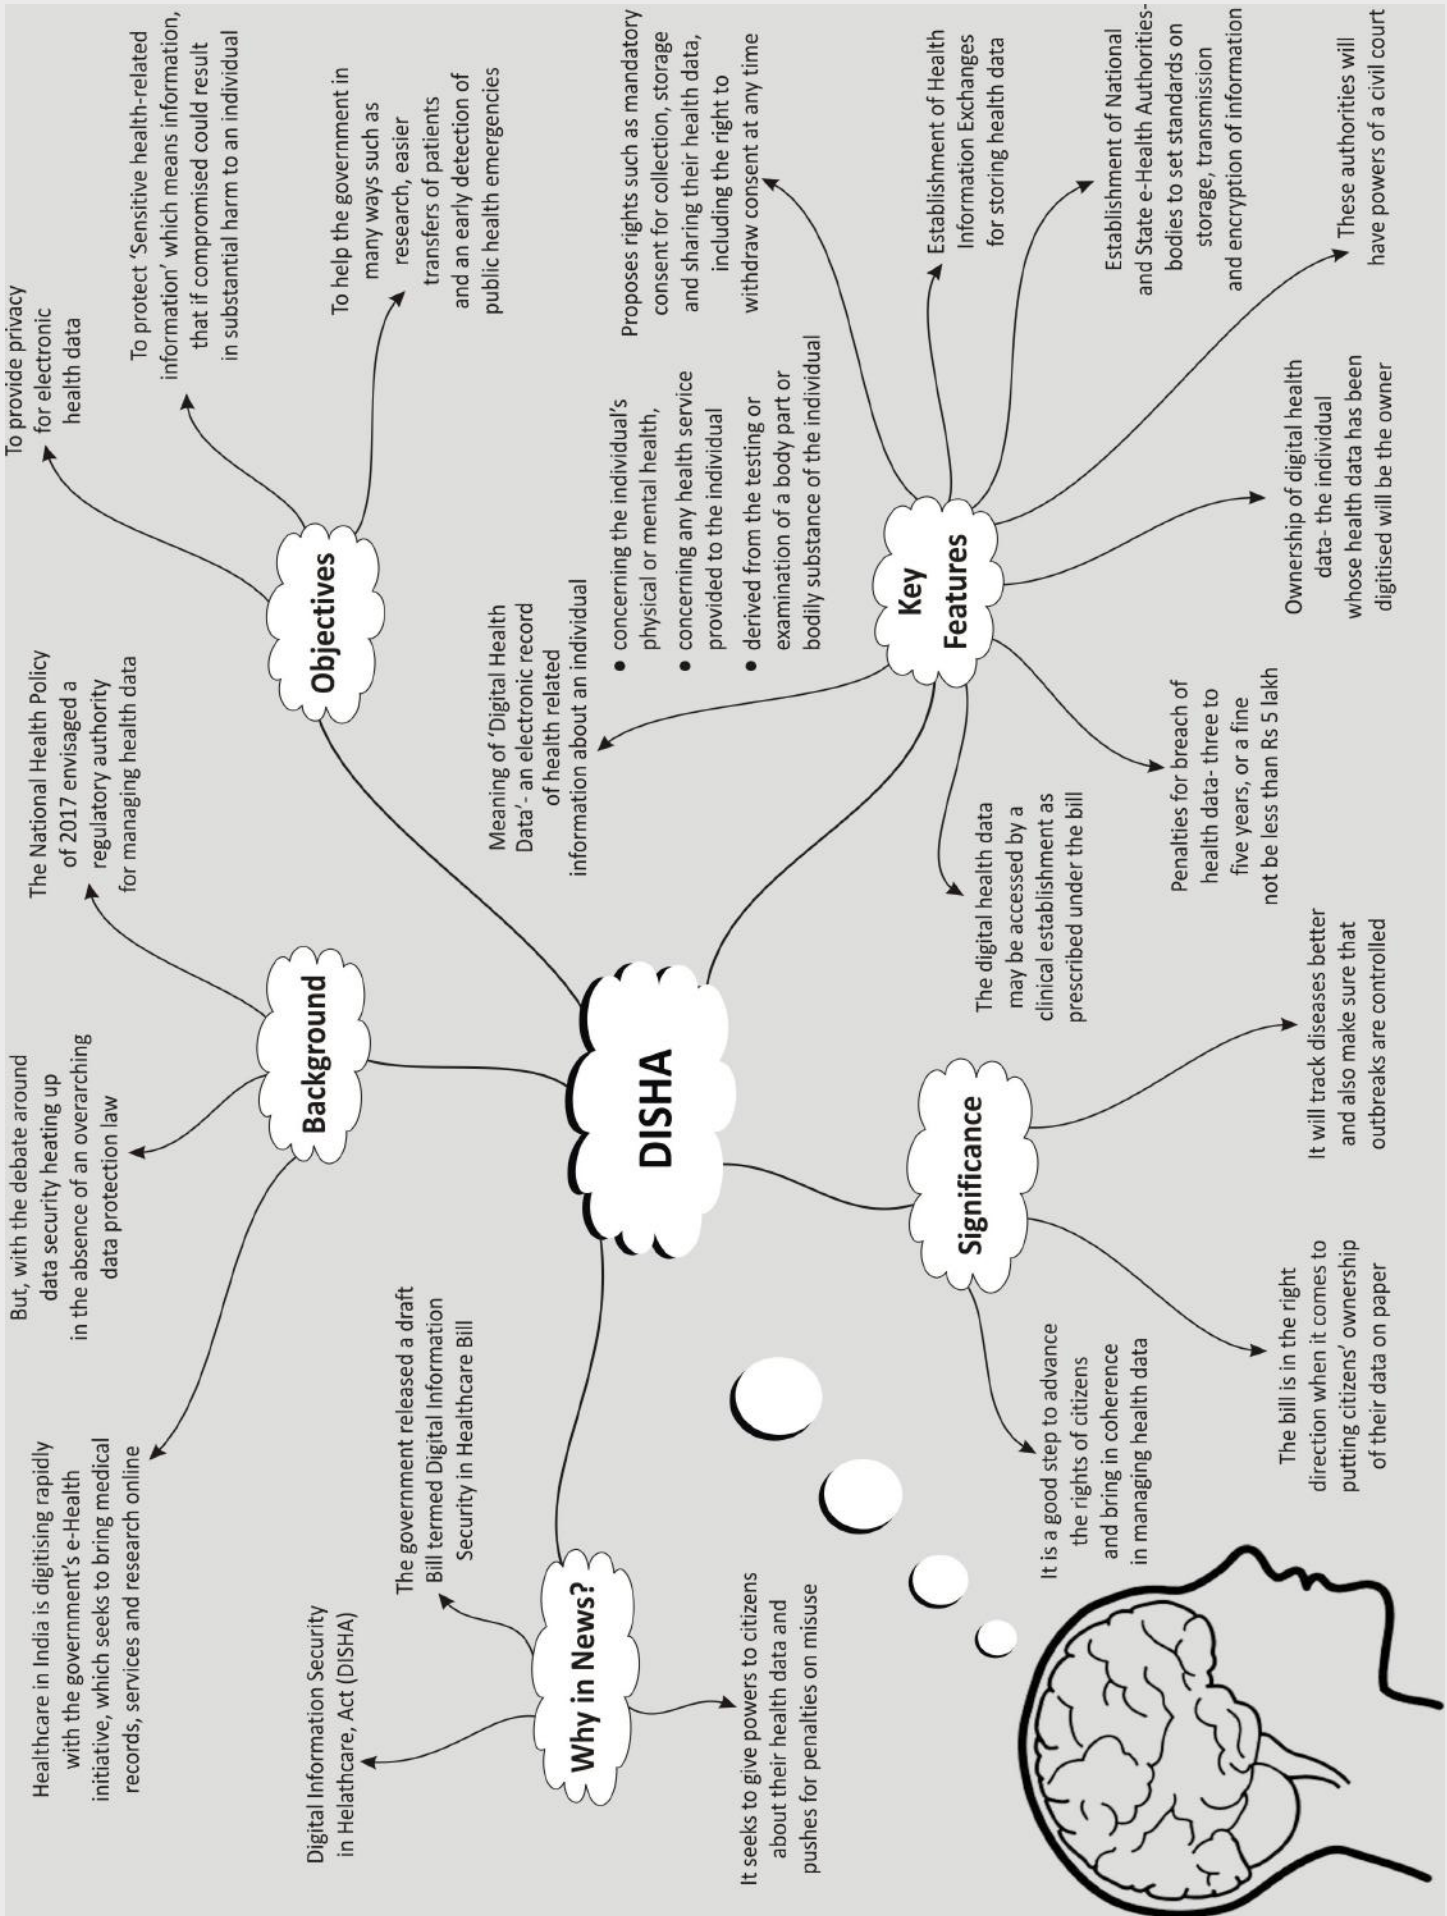 DISHA
Why in News?
Digital Information Security
in Helathcare, Act (DISHA)
The government released a draft
Bill termed Digital Information
Security in Healthcare Bill
It seeks to give powers to citizens
about their health data and
pushes for penalties on misuse
Background
Healthcare in India is digitising rapidly
with the government's e-Health
initiative, which seeks to bring medical
records, services and research online
But, with the debate around
data security heating up
in the absence of an overarching
data protection law
The National Health Policy
of 2017 envisaged a
regulatory authority
for managing health data
Objectives
To provide privacy
for electronic
health data
To protect 'Sensitive health-related
information' which means information,
that if compromised could result
in substantial harm to an individual
To help the government in
many ways such as
research, easier
transfers of patients
and an early detection of
public health emergencies
Key
Features
Meaning of 'Digital Health
Data'- an electronic record
of health related
information about an individual
• concerning the individual's
physical or mental health,
• concerning any health service
provided to the individual
• derived from the testing or
examination of a body part or
bodily substance of the individual
Proposes rights such as mandatory
consent for collection, storage
and sharing their health data,
including the right to
withdraw consent at any time
Establishment of Health
Information Exchanges
for storing health data
Establishment of National
and State e-Health Authorities-
bodies to set standards on
storage, transmission
and encryption of information
These authorities will
have powers of a civil court
Ownership of digital health
data- the individual
whose health data has been
digitised will be the owner
Penalties for breach of
health data- three to
five years, or a fine
not be less than Rs 5 lakh
The digital health data
may be accessed by a
clinical establishment as
prescribed under the bill
Significance
It is a good step to advance
the rights of citizens
and bring in coherence
in managing health data
The bill is in the right
direction when it comes to
putting citizens' ownership
of their data on paper
It will track diseases better
and also make sure that
outbreaks are controlled